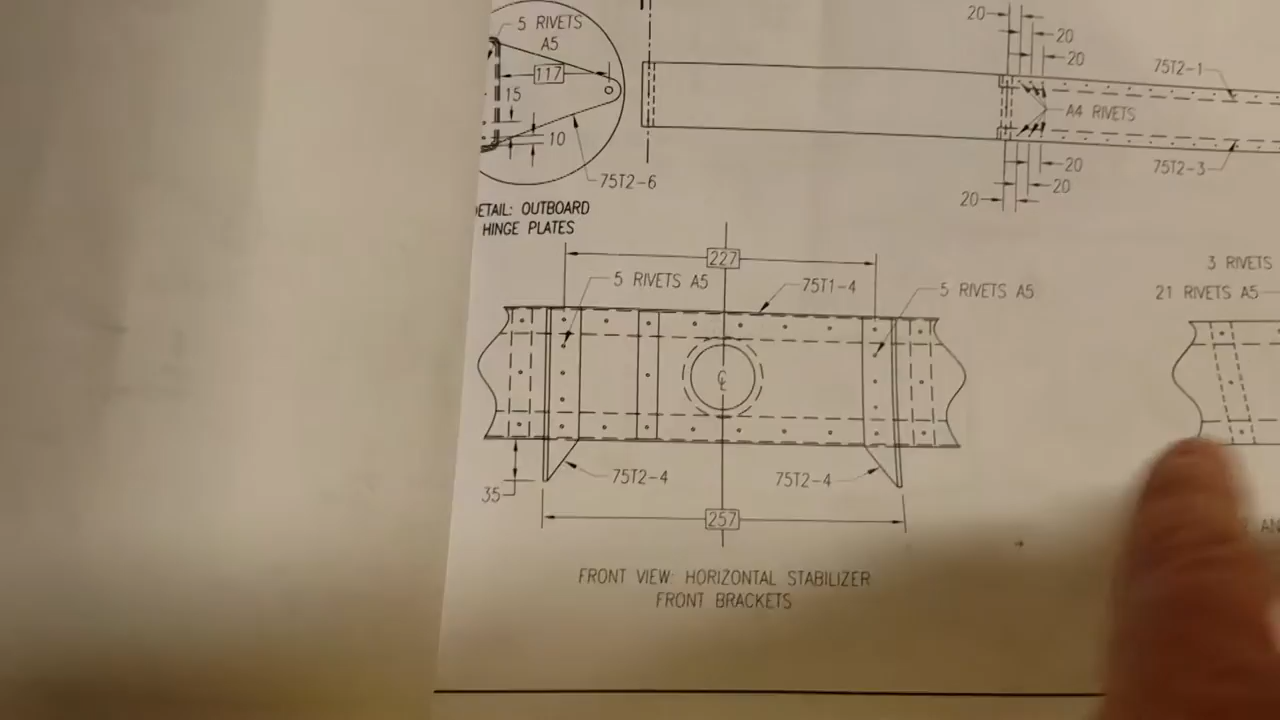 5 RIVETS
A5
117
15
10
75T2-6
DETAIL: OUTBOARD
HINGE PLATES
20
20
20
75T2-1
A4 RIVETS
75T2-3
20
20
20
227
5 RIVETS A5
75T1-4
5 RIVETS A5
3 RIVETS
21 RIVETS A5
℄
35
75T2-4
75T2-4
257
FRONT VIEW: HORIZONTAL STABILIZER
FRONT BRACKETS